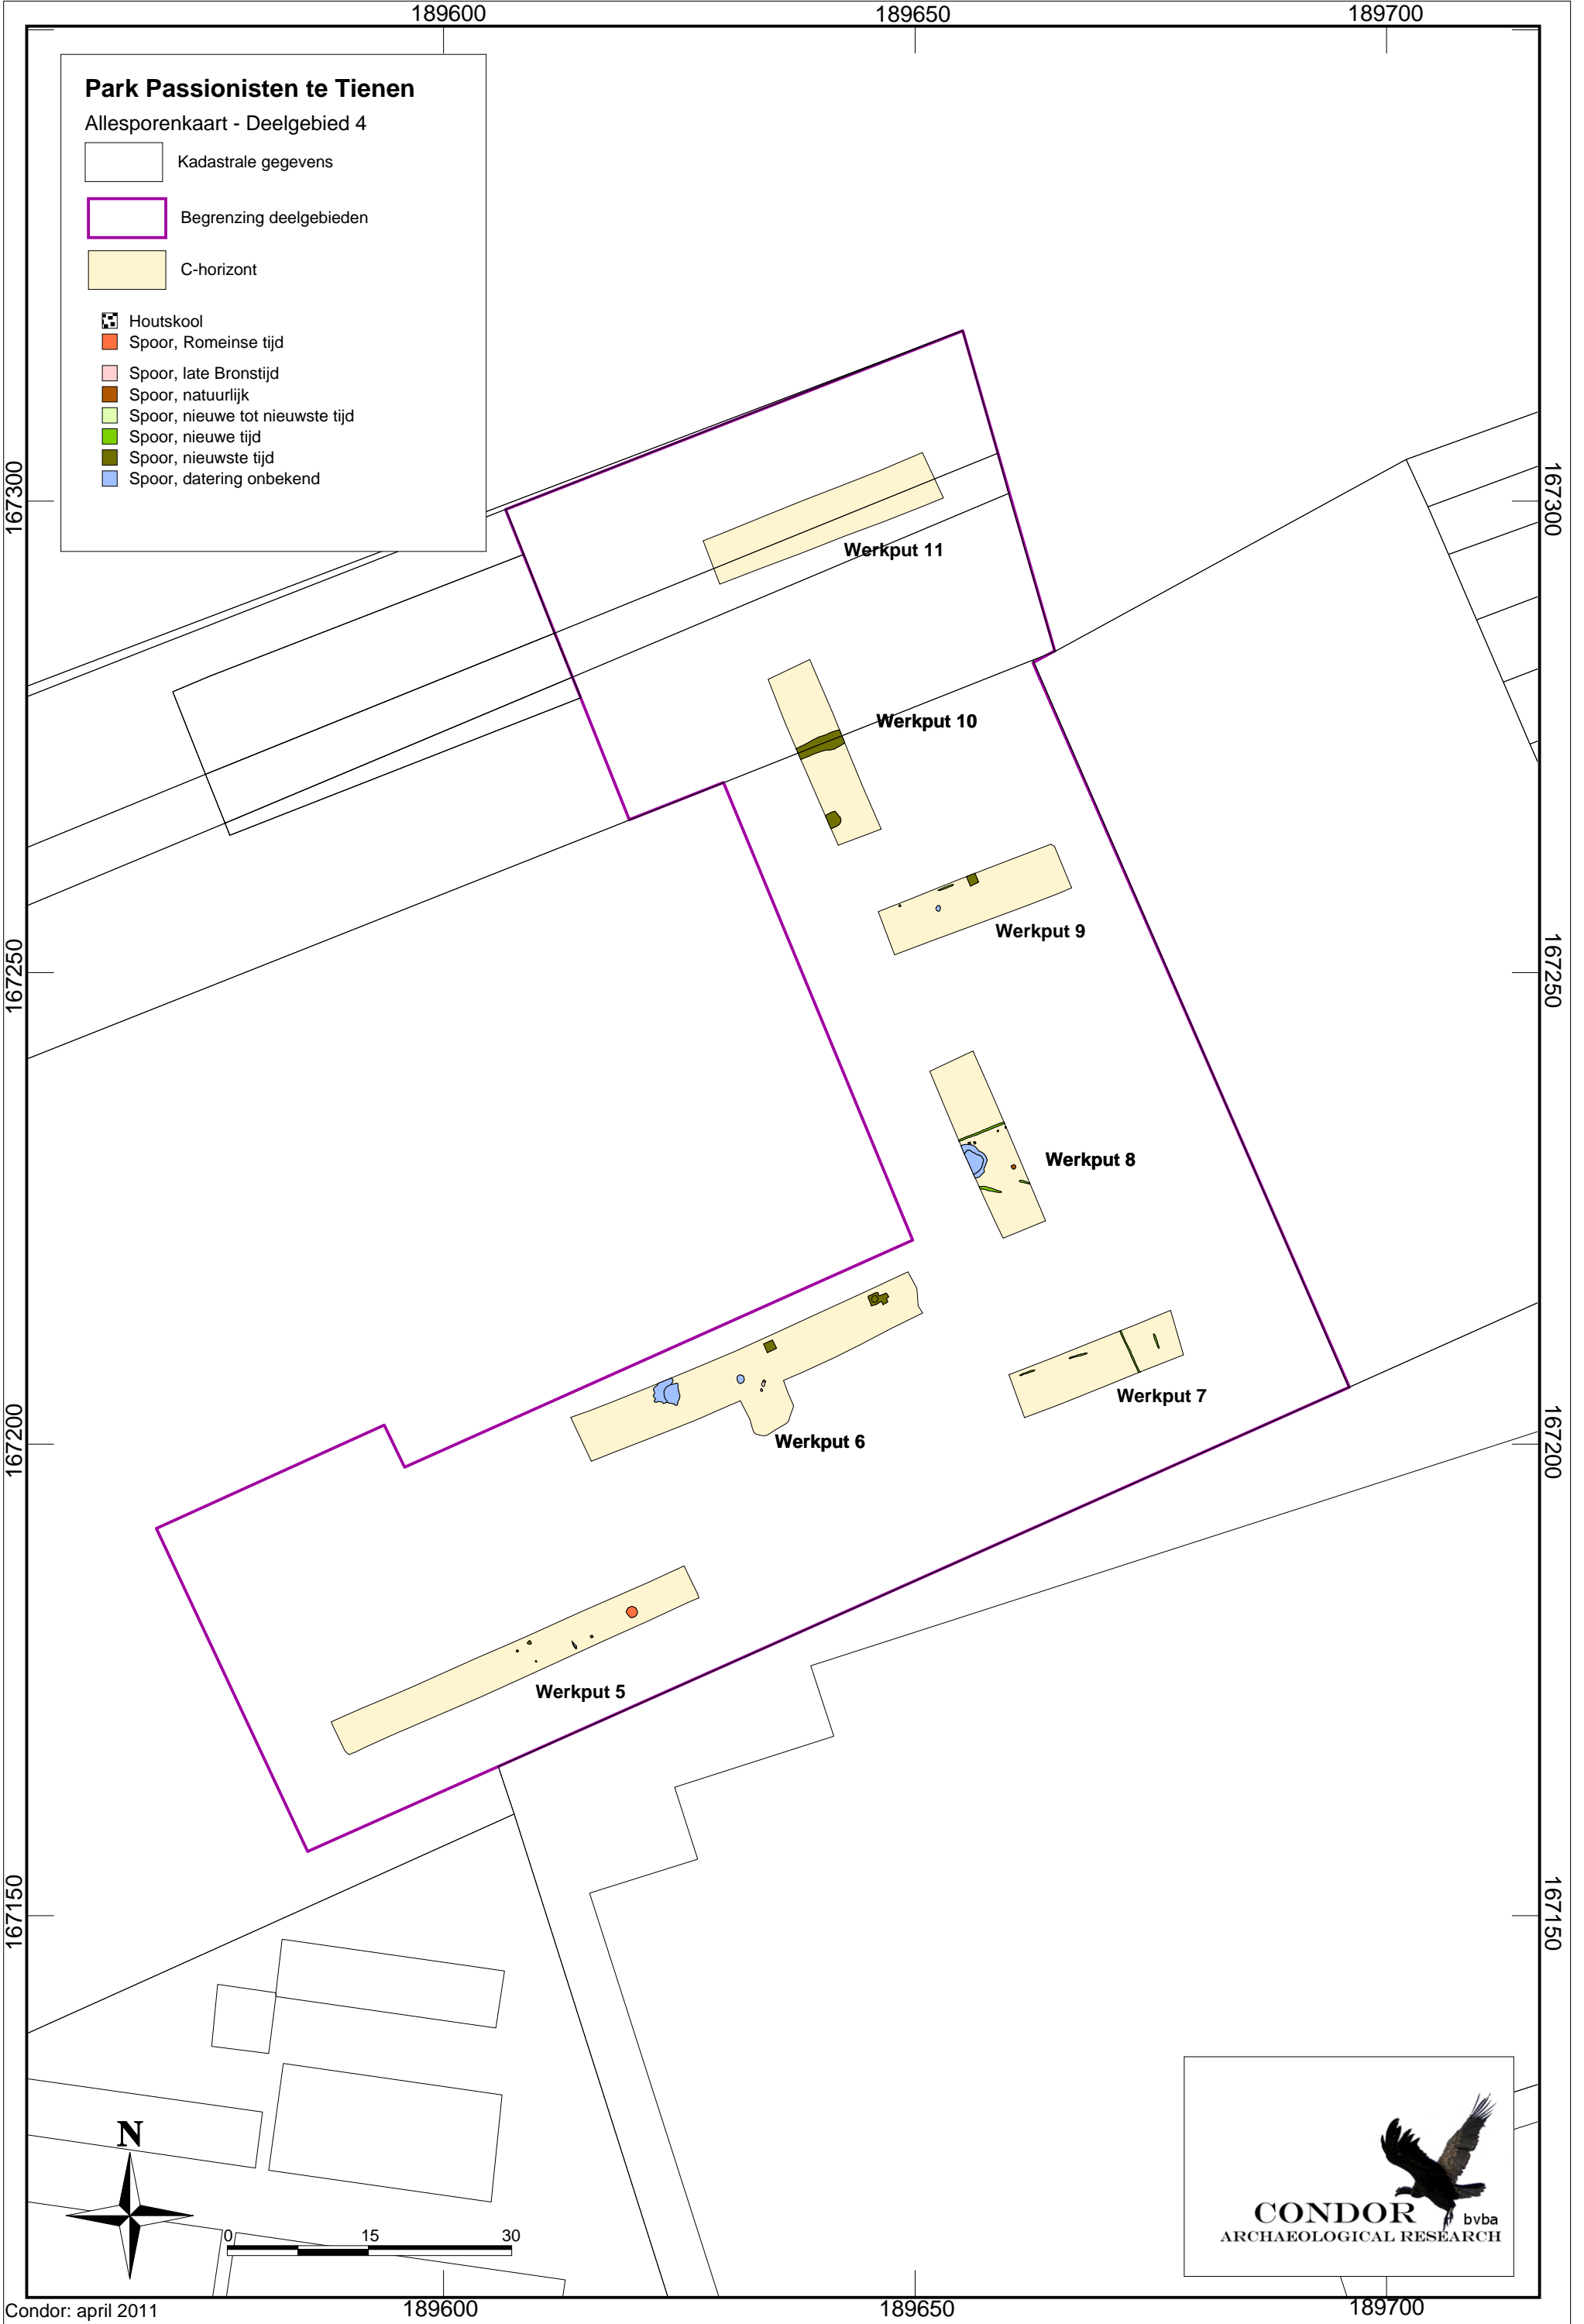 189600
189650
189700
Park Passionisten te Tienen
Allesporenkaart - Deelgebied 4
Kadastrale gegevens
Begrenzing deelgebieden
C-horizont
Houtskool
Spoor, Romeinse tijd
Spoor, late Bronstijd
Spoor, natuurlijk
Spoor, nieuwe tot nieuwste tijd
Spoor, nieuwe tijd
Spoor, nieuwste tijd
Spoor, datering onbekend
167300
167300
Werkput 11
Werkput 10
Werkput 9
167250
167250
Werkput 8
Werkput 7
Werkput 6
167200
167200
Werkput 5
167150
167150
N
0
15
30
CONDOR bvba
ARCHAEOLOGICAL RESEARCH
Condor: april 2011
189600
189650
189700